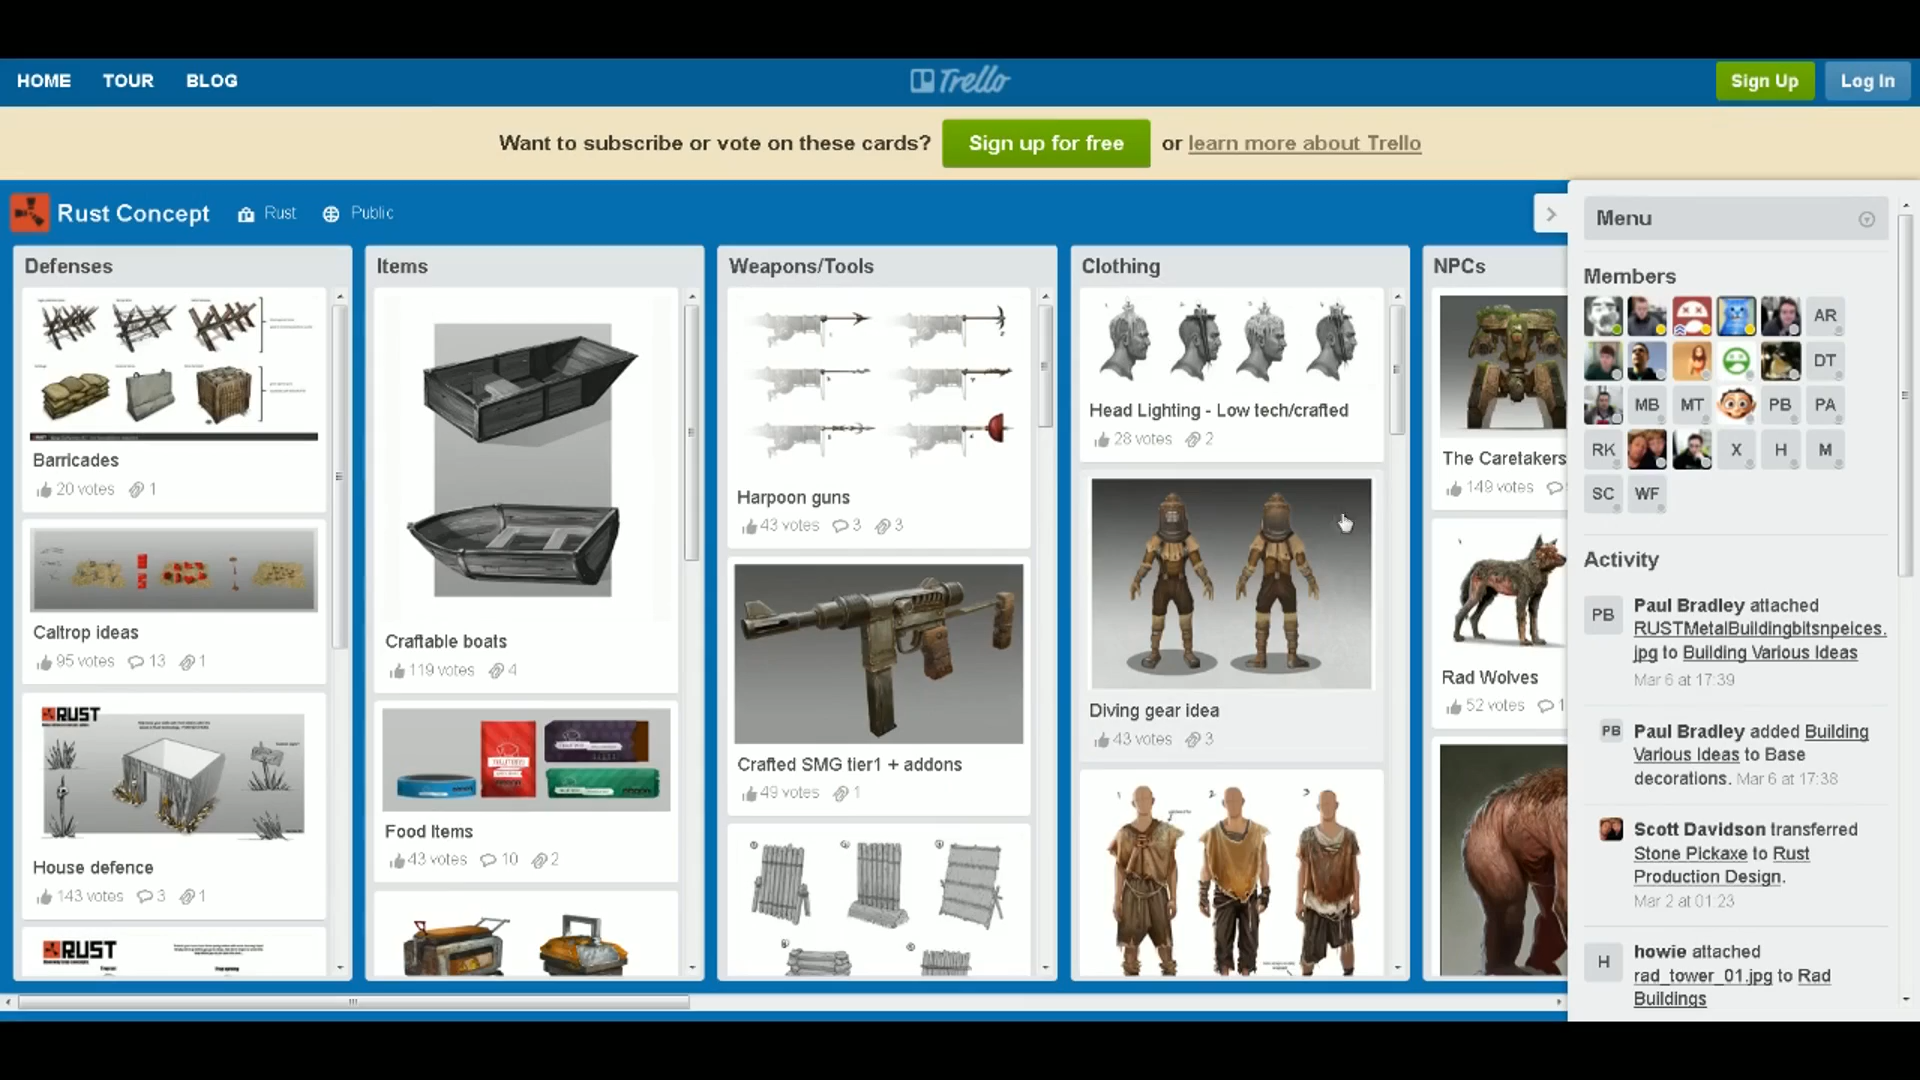 HOME TOUR BLOG Trello Sign Up Log In
Want to subscribe or vote on these cards? Sign up for free or learn more about Trello
Rust Concept Rust Public
Defenses
Barricades
20 votes 1
Caltrop ideas
95 votes 13 1
RUST
House defence
143 votes 3 1
RUST
Items
Craftable boats
119 votes 4
Food Items
43 votes 10 2
Weapons/Tools
Harpoon guns
43 votes 3 3
Crafted SMG tier1 + addons
49 votes 1
Clothing
Head Lighting - Low tech/crafted
28 votes 2
Diving gear idea
43 votes 3
1 2 3
NPCs
The Caretakers
149 votes
Rad Wolves
52 votes 1
Menu
Members
AR
DT
MB MT PB PA
RK X H M
SC WF
Activity
PB
Paul Bradley attached
RUSTMetalBuildingbitsnpeices.
jpg to Building Various Ideas
Mar 6 at 17:39
PB
Paul Bradley added Building
Various Ideas to Base
decorations. Mar 6 at 17:38
Scott Davidson transferred
Stone Pickaxe to Rust
Production Design.
Mar 2 at 01:23
H
howie attached
rad_tower_01.jpg to Rad
Buildings